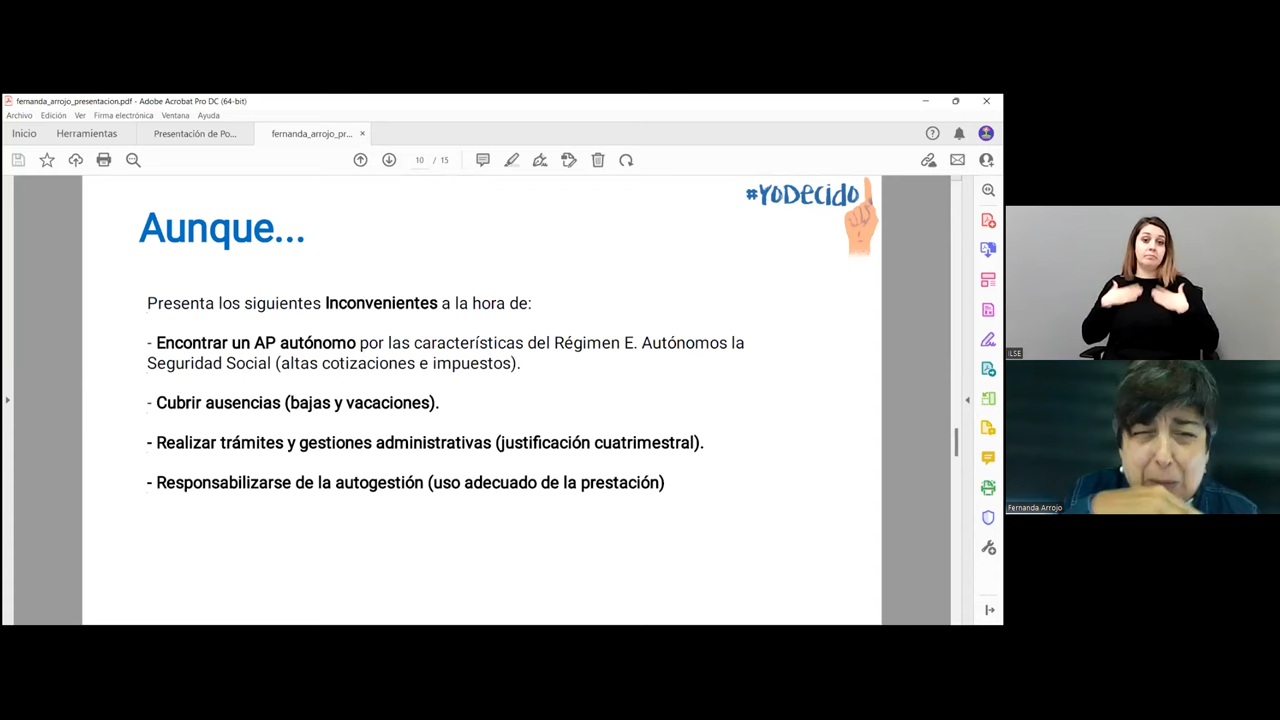 fernanda_arrojo_presentacion.pdf - Adobe Acrobat Pro DC (64-bit)
Archivo Edición Ver Firma electrónica Ventana Ayuda
Inicio Herramientas Presentación de Po... fernanda_arrojo_pr... ×
10 / 15
#YoDecido
Aunque...
Presenta los siguientes Inconvenientes a la hora de:
- Encontrar un AP autónomo por las características del Régimen E. Autónomos la
Seguridad Social (altas cotizaciones e impuestos).
- Cubrir ausencias (bajas y vacaciones).
- Realizar trámites y gestiones administrativas (justificación cuatrimestral).
- Responsabilizarse de la autogestión (uso adecuado de la prestación)
ILSE
Fernanda Arrojo